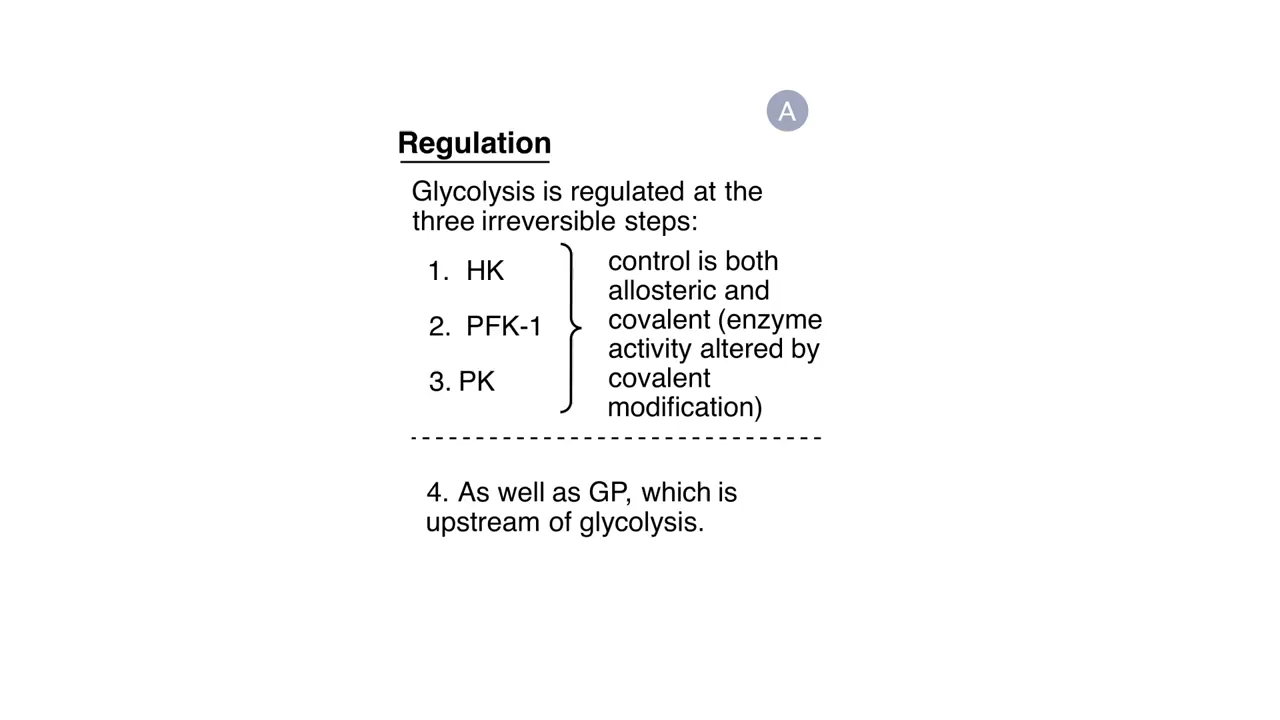 A
Regulation
Glycolysis is regulated at the
three irreversible steps:
1. HK
2. PFK-1
3. PK
control is both
allosteric and
covalent (enzyme
activity altered by
covalent
modification)
4. As well as GP, which is
upstream of glycolysis.